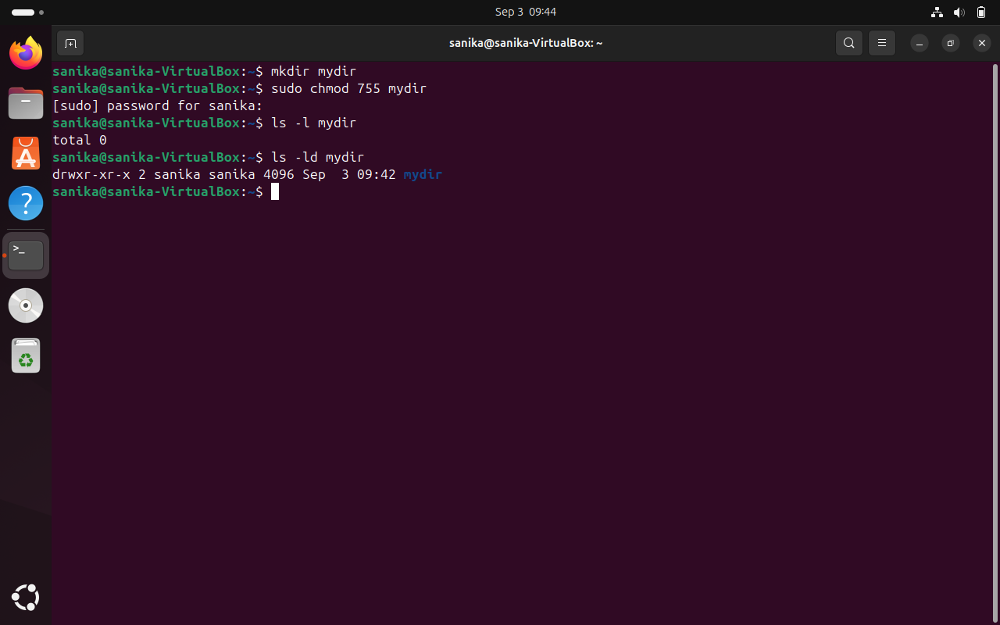 Sep 3 09:44
sanika@sanika-VirtualBox: ~
sanika@sanika-VirtualBox:~$ mkdir mydir
sanika@sanika-VirtualBox:~$ sudo chmod 755 mydir
[sudo] password for sanika:
sanika@sanika-VirtualBox:~$ ls -l mydir
total 0
sanika@sanika-VirtualBox:~$ ls -ld mydir
drwxr-xr-x 2 sanika sanika 4096 Sep  3 09:42 mydir
sanika@sanika-VirtualBox:~$